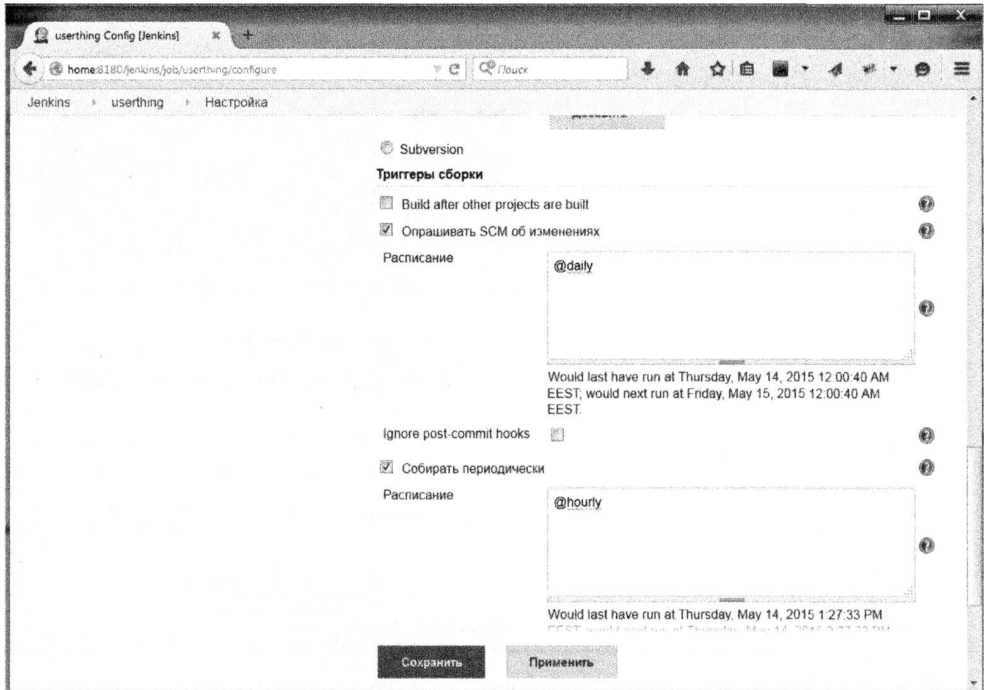 userthing Config [Jenkins]
home:8180/jenkins/job/userthing/configure
Поиск
Jenkins userthing Настройка
Subversion
Триггеры сборки
Build after other projects are built
Опрашивать SCM об изменениях
Расписание
@daily
Would last have run at Thursday, May 14, 2015 12:00:40 AM
EEST; would next run at Friday, May 15, 2015 12:00:40 AM
EEST.
Ignore post-commit hooks
Собирать периодически
Расписание
@hourly
Would last have run at Thursday, May 14, 2015 1:27:33 PM
Сохранить
Применить